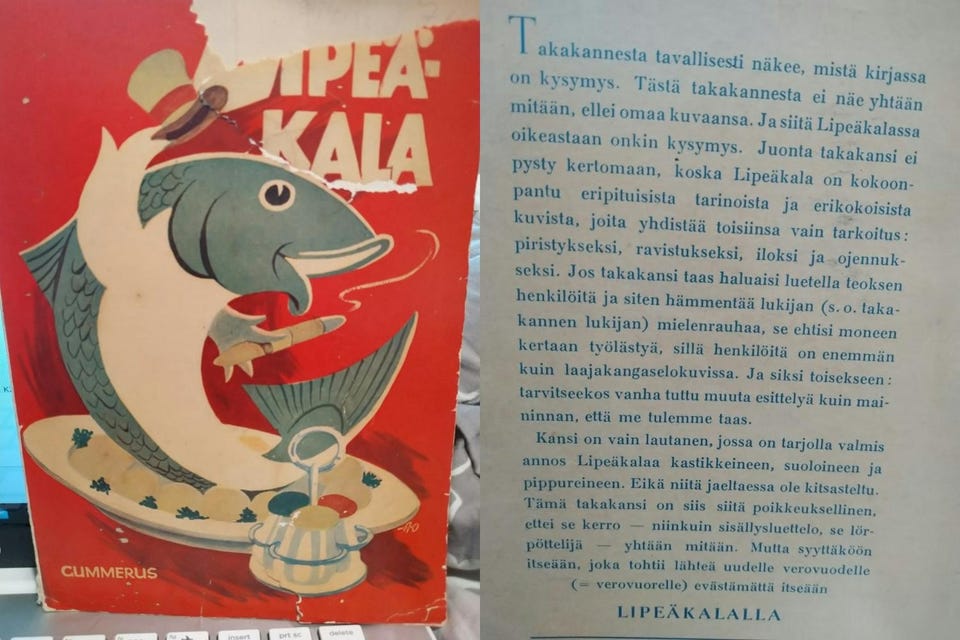 LIPEÄ-
KALA
GUMMERUS
insert
prt sc
delete
Takakannesta tavallisesti näkee, mistä kirjassa
on kysymys. Tästä takakannesta ei näe yhtään
mitään, ellei omaa kuvaansa. Ja siitä Lipeäkalassa
oikeastaan onkin kysymys. Juonta takakansi ei
pysty kertomaan, koska Lipeäkala on kokoon-
pantu eripituisista tarinoista ja erikokoisista
kuvista, joita yhdistää toisiinsa vain tarkoitus:
piristykseksi, ravistukseksi, iloksi ja ojennuk-
seksi. Jos takakansi taas haluaisi luetella teoksen
henkilöitä ja siten hämmentää lukijan (s. o. taka-
kannen lukijan) mielenrauhaa, se ehtisi moneen
kertaan työlästyä, sillä henkilöitä on enemmän
kuin laajakangaselokuvissa. Ja siksi toisekseen:
tarvitseekos vanha tuttu muuta esittelyä kuin mai-
ninnan, että me tulemme taas.
Kansi on vain lautanen, jossa on tarjolla valmis
annos Lipeäkalaa kastikkeineen, suoloineen ja
pippureineen. Eikä niitä jaeltaessa ole kitsasteltu.
Tämä takakansi on siis siitä poikkeuksellinen,
ettei se kerro — niinkuin sisällysluettelo, se lör-
pöttelijä — yhtään mitään. Mutta syyttäköön
itseään, joka tohtii lähteä uudelle verovuodelle
(= verovuorelle) evästämättä itseään
LIPEÄKALALLA